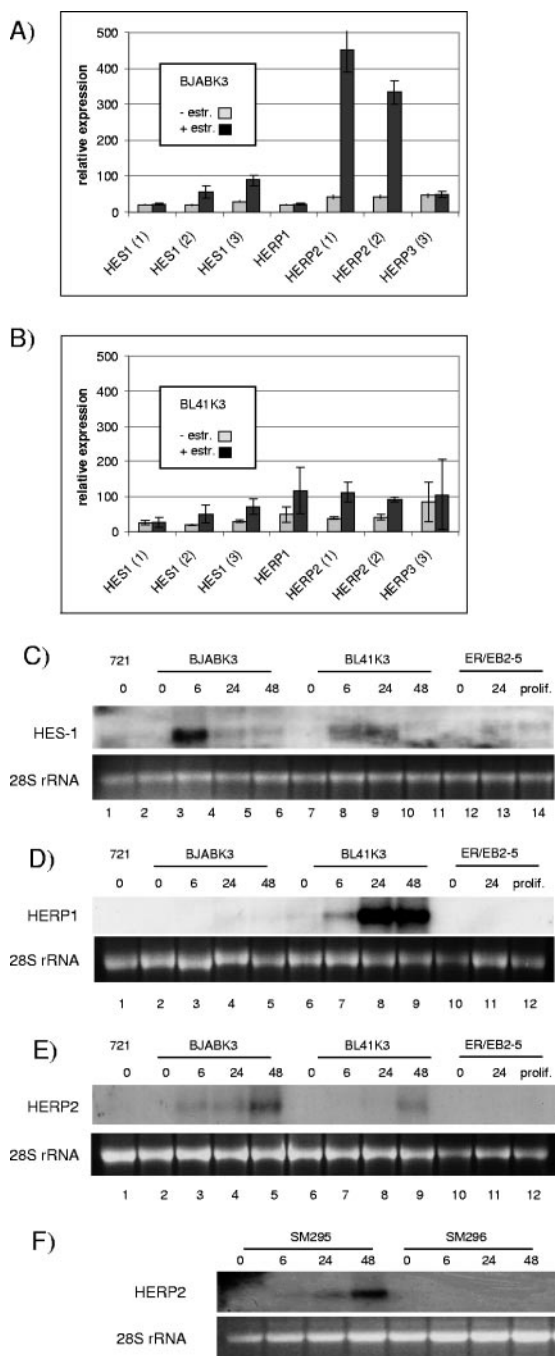 A)
500
400
300
200
100
0
relative expression
BJABK3
- estr.
+ estr.
HES1 (1)
HES1 (2)
HES1 (3)
HERP1
HERP2 (1)
HERP2 (2)
HERP3 (3)
B)
500
400
300
200
100
0
relative expression
BL41K3
- estr.
+ estr.
HES1 (1)
HES1 (2)
HES1 (3)
HERP1
HERP2 (1)
HERP2 (2)
HERP3 (3)
C)
721 BJABK3 BL41K3 ER/EB2-5
0 0 6 24 48 0 6 24 48 0 24 prolif.
HES-1
28S rRNA
1 2 3 4 5 6 7 8 9 10 11 12 13 14
D)
721 BJABK3 BL41K3 ER/EB2-5
0 0 6 24 48 0 6 24 48 0 24 prolif.
HERP1
28S rRNA
1 2 3 4 5 6 7 8 9 10 11 12
E)
721 BJABK3 BL41K3 ER/EB2-5
0 0 6 24 48 0 6 24 48 0 24 prolif.
HERP2
28S rRNA
1 2 3 4 5 6 7 8 9 10 11 12
F)
SM295 SM296
0 6 24 48 0 6 24 48
HERP2
28S rRNA